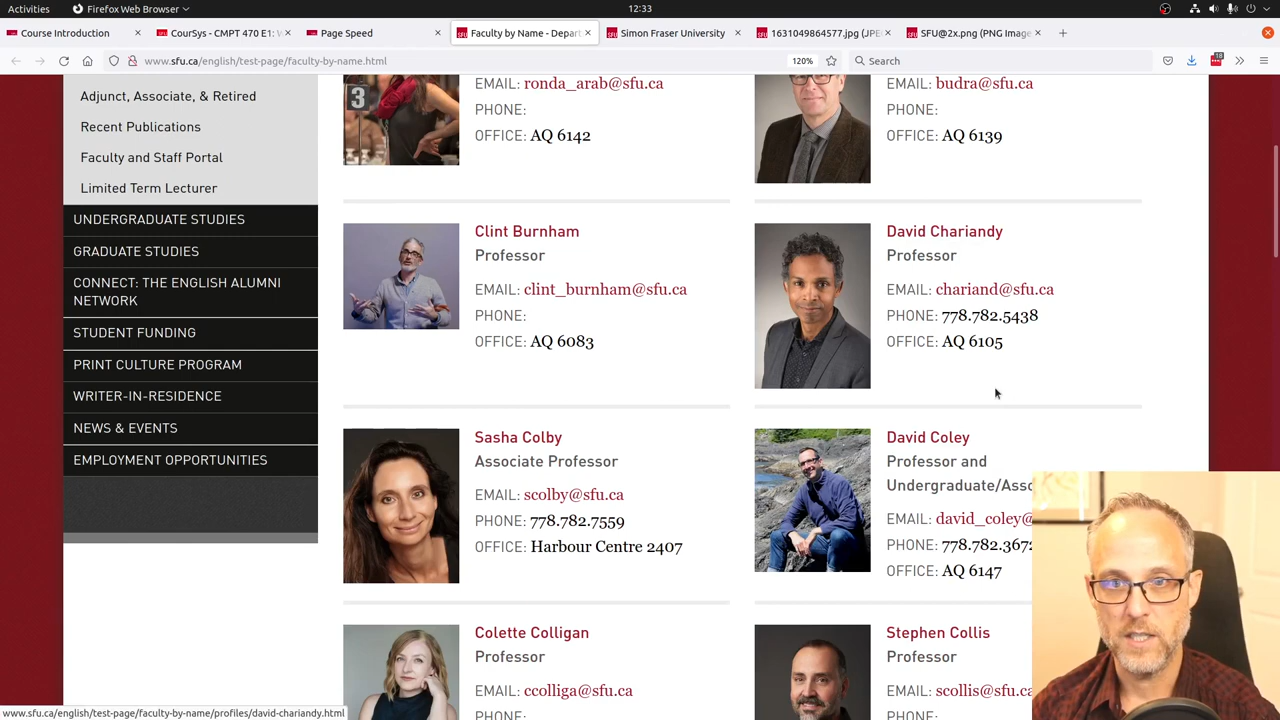 Activities
Firefox Web Browser
12:33
Course Introduction
CourSys - CMPT 470 E1: W
Page Speed
Faculty by Name - Depart
Simon Fraser University
1631049864577.jpg (JPE
SFU@2x.png (PNG Image
www.sfu.ca/english/test-page/faculty-by-name.html
120%
Search
18
Adjunct, Associate, & Retired
Recent Publications
Faculty and Staff Portal
Limited Term Lecturer
UNDERGRADUATE STUDIES
GRADUATE STUDIES
CONNECT: THE ENGLISH ALUMNI
NETWORK
STUDENT FUNDING
PRINT CULTURE PROGRAM
WRITER-IN-RESIDENCE
NEWS & EVENTS
EMPLOYMENT OPPORTUNITIES
3
EMAIL: ronda_arab@sfu.ca
PHONE:
OFFICE: AQ 6142
EMAIL: budra@sfu.ca
PHONE:
OFFICE: AQ 6139
Clint Burnham
Professor
EMAIL: clint_burnham@sfu.ca
PHONE:
OFFICE: AQ 6083
David Chariandy
Professor
EMAIL: chariand@sfu.ca
PHONE: 778.782.5438
OFFICE: AQ 6105
Sasha Colby
Associate Professor
EMAIL: scolby@sfu.ca
PHONE: 778.782.7559
OFFICE: Harbour Centre 2407
David Coley
Professor and
Undergraduate/Asso
EMAIL: david_coley@
PHONE: 778.782.3672
OFFICE: AQ 6147
Colette Colligan
Professor
EMAIL: ccolliga@sfu.ca
PHONE:
Stephen Collis
Professor
EMAIL: scollis@sfu.ca
PHONE:
www.sfu.ca/english/test-page/faculty-by-name/profiles/david-chariandy.html